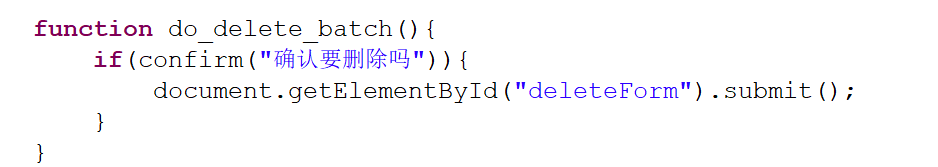 function do_delete_batch(){
    if(confirm("确认要删除吗")){
        document.getElementById("deleteForm").submit();
    }
}